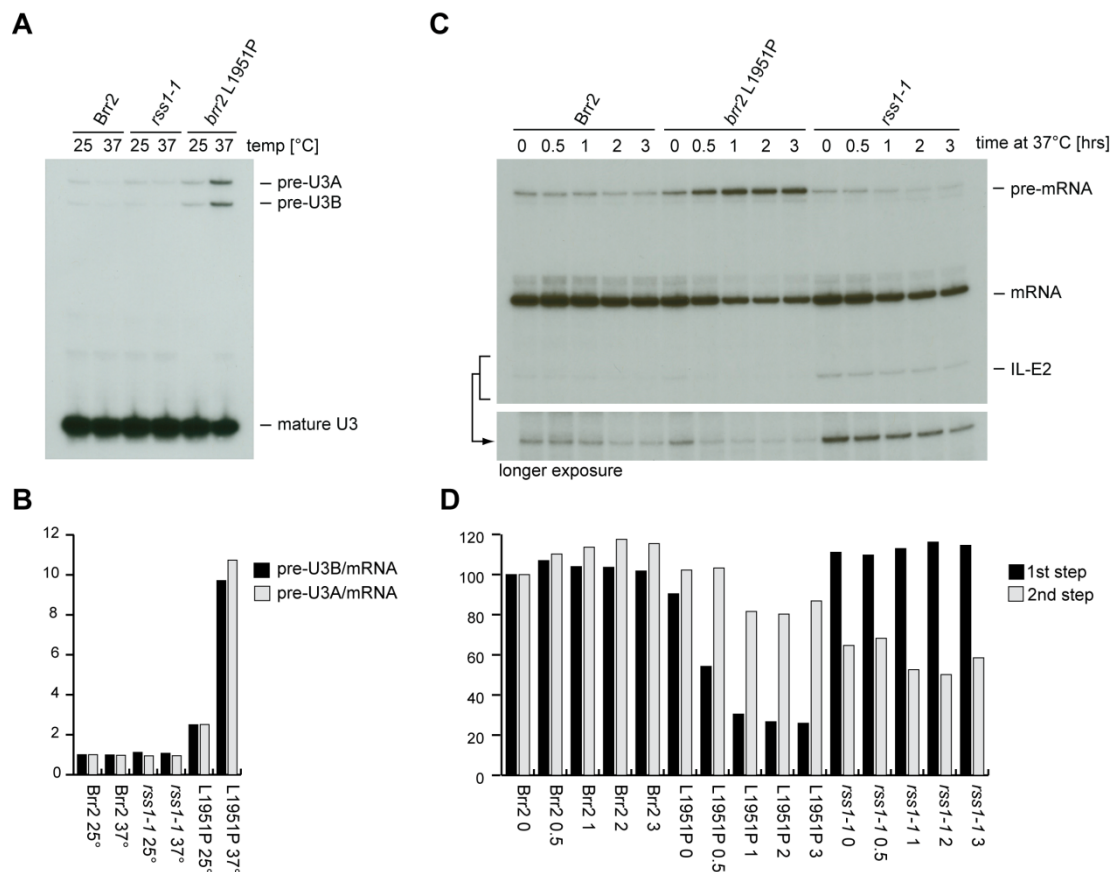 A
Brr2
rss1-1
brr2 L1951P
25 37 25 37 25 37 temp [°C]
pre-U3A
pre-U3B
mature U3
C
Brr2
brr2 L1951P
rss1-1
0 0.5 1 2 3 0 0.5 1 2 3 0 0.5 1 2 3 time at 37°C [hrs]
pre-mRNA
mRNA
IL-E2
longer exposure
B
12
10
8
6
4
2
0
pre-U3B/mRNA
pre-U3A/mRNA
Brr2 25°
Brr2 37°
rss1-1 25°
rss1-1 37°
L1951P 25°
L1951P 37°
D
120
100
80
60
40
20
0
1st step
2nd step
Brr2 0
Brr2 0.5
Brr2 1
Brr2 2
Brr2 3
L1951P 0
L1951P 0.5
L1951P 1
L1951P 2
L1951P 3
rss1-1 0
rss1-1 0.5
rss1-1 1
rss1-1 2
rss1-1 3